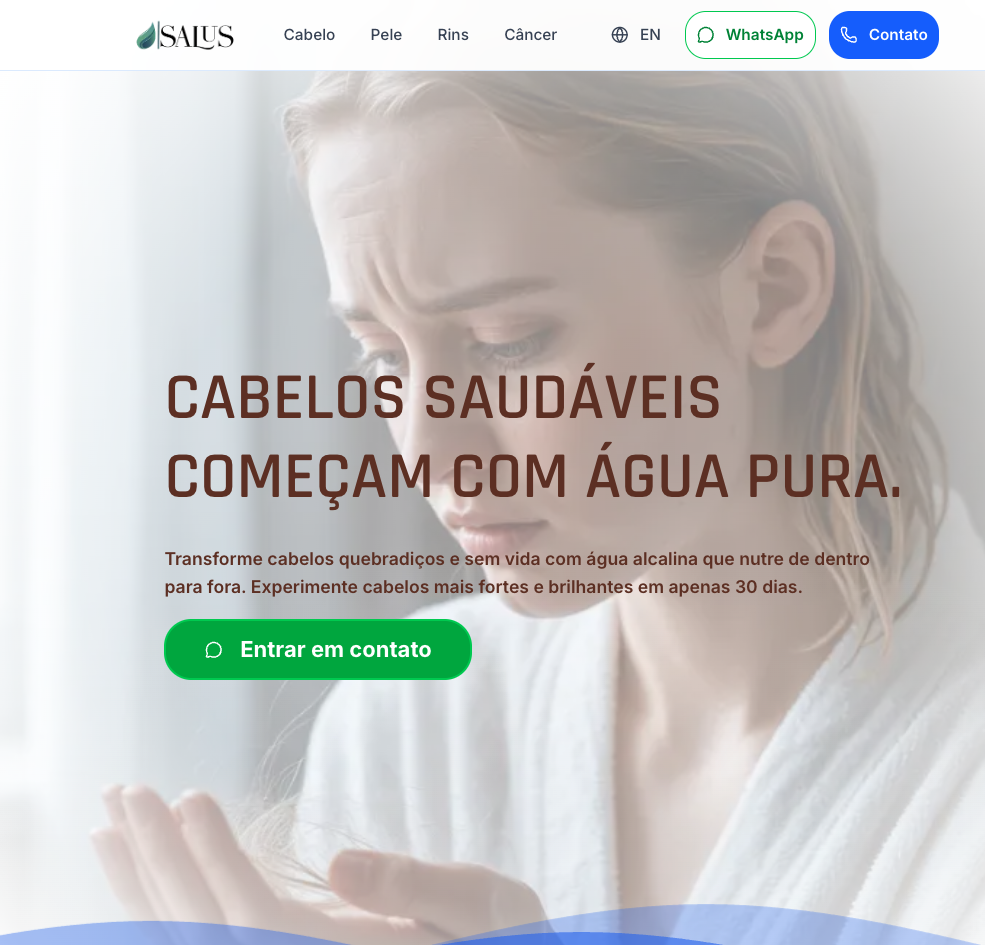 SALUS
Cabelo
Pele
Rins
Câncer
EN
WhatsApp
Contato
CABELOS SAUDÁVEIS
COMEÇAM COM ÁGUA PURA.
Transforme cabelos quebradiços e sem vida com água alcalina que nutre de dentro
para fora. Experimente cabelos mais fortes e brilhantes em apenas 30 dias.
Entrar em contato